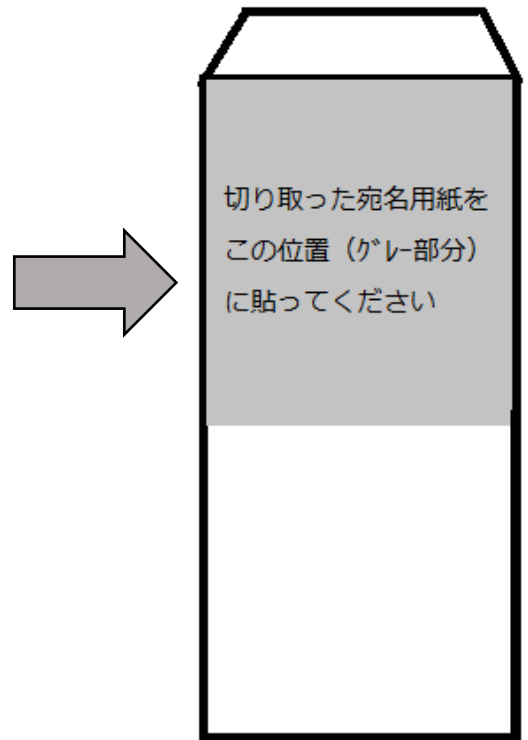 切り取った宛名用紙を
この位置（ｸﾞﾚｰ部分）
に貼ってください